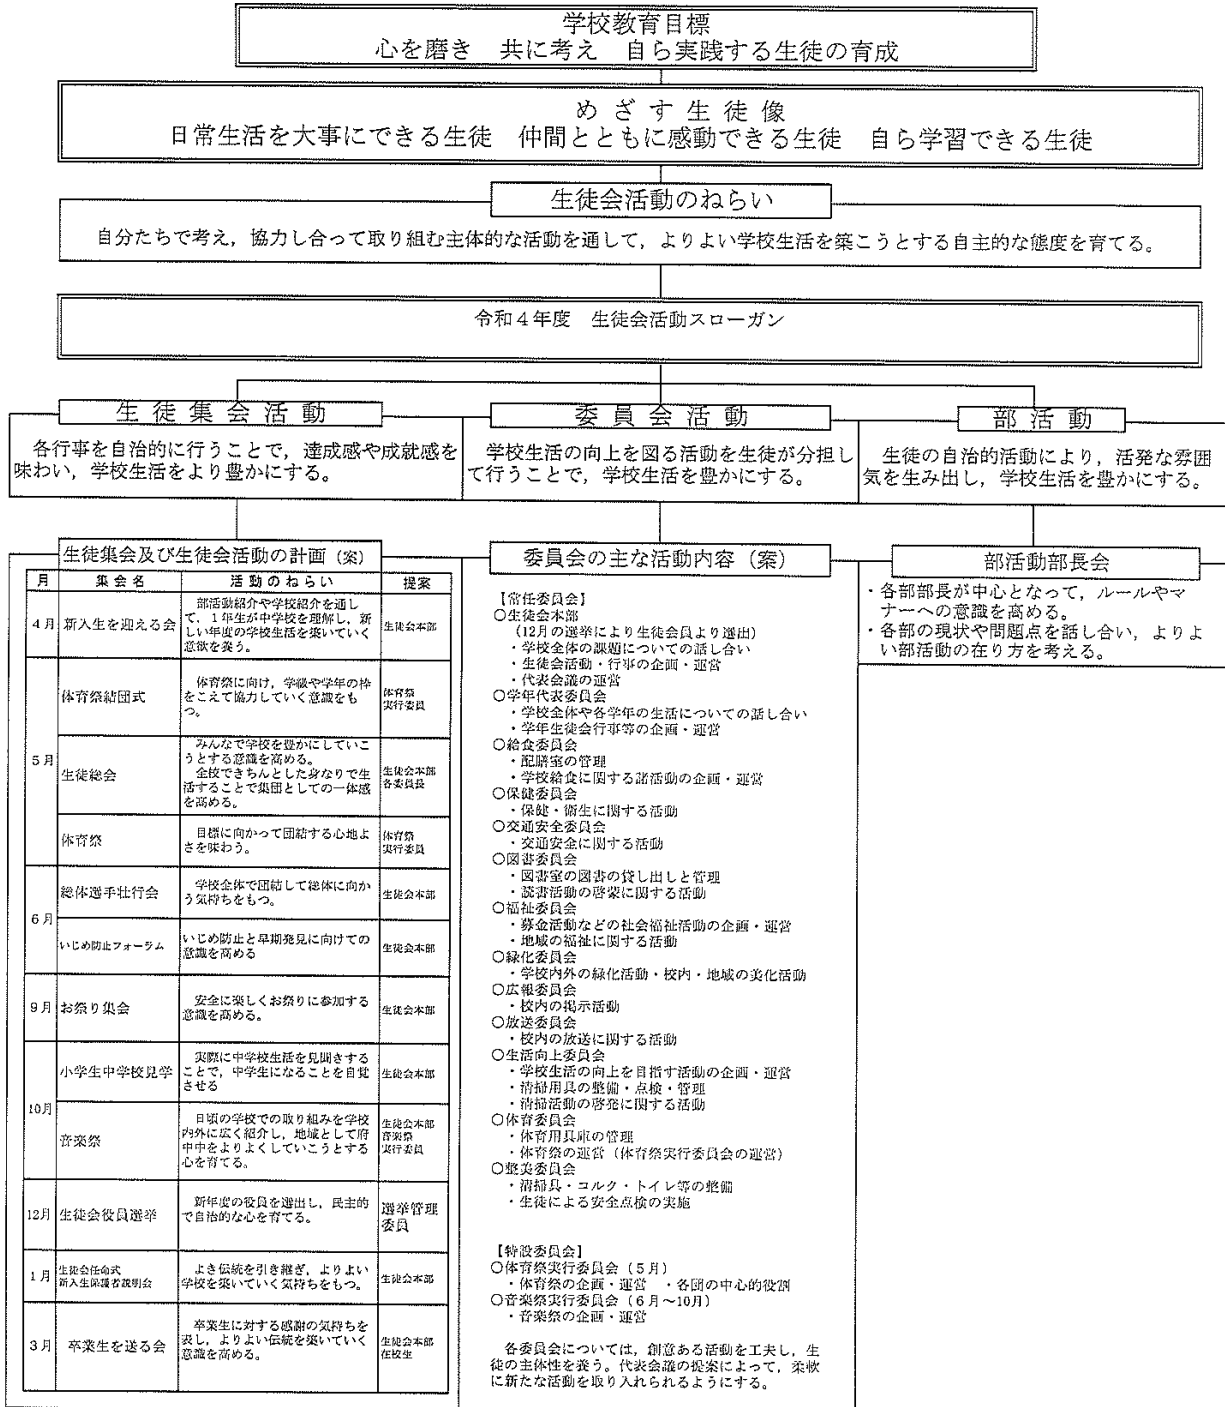 学校教育目標
心を磨き 共に考え 自ら実践する生徒の育成
めざす生徒像
日常生活を大事にできる生徒 仲間とともに感動できる生徒 自ら学習できる生徒
生徒会活動のねらい
自分たちで考え，協力し合って取り組む主体的な活動を通して，よりよい学校生活を築こうとする自主的な態度を育てる。
令和４年度 生徒会活動スローガン
生徒集会活動
各行事を自治的に行うことで，達成感や成就感を
味わい，学校生活をより豊かにする。
委員会活動
学校生活の向上を図る活動を生徒が分担し
て行うことで，学校生活を豊かにする。
部活動
生徒の自治的活動により，活発な雰囲
気を生み出し，学校生活を豊かにする。
生徒集会及び生徒会活動の計画（案）
月 集会名 活動のねらい 提案
４月 新入生を迎える会
部活動紹介や学校紹介を通し
て，１年生が中学校を理解し，新
しい年度の学校生活を築いていく
意欲を養う。
生徒会本部
５月
体育祭結団式
体育祭に向け，学級や学年の枠
をこえて協力していく意識をも
つ。
体育祭
実行委員
生徒総会
みんなで学校を豊かにしていこ
うとする意識を高める。
全校できちんとした身なりで生
活することで集団としての一体感
を高める。
生徒会本部
各委員長
体育祭
目標に向かって団結する心地よ
さを味わう。
体育祭
実行委員
６月
総体選手壮行会
学校全体で団結して総体に向か
う気持ちをもつ。
生徒会本部
いじめ防止フォーラム
いじめ防止と早期発見に向けての
意識を高める
生徒会本部
９月 お祭り集会
安全に楽しくお祭りに参加する
意識を高める。
生徒会本部
10月
小学生中学校見学
実際に中学校生活を見聞きする
ことで，中学生になることを自覚
させる
生徒会本部
音楽祭
日頃の学校での取り組みを学校
内外に広く紹介し，地域として府
中中をよりよくしていこうとする
心を育てる。
生徒会本部
音楽祭
実行委員
12月 生徒会役員選挙
新年度の役員を選出し，民主的
で自治的な心を育てる。
選挙管理
委員
１月
生徒会任命式
新入生保護者説明会
よき伝統を引き継ぎ，よりよい
学校を築いていく気持ちをもつ。
生徒会本部
３月 卒業生を送る会
卒業生に対する感謝の気持ちを
表し，よりよい伝統を築いていく
意識を高める。
生徒会本部
在校生
委員会の主な活動内容（案）
【常任委員会】
○生徒会本部
（12月の選挙により生徒会員より選出）
・学校全体の課題についての話し合い
・生徒会活動・行事の企画・運営
・代表会議の運営
○学年代表委員会
・学校全体や各学年の生活についての話し合い
・学年生徒会行事等の企画・運営
○給食委員会
・配膳室の管理
・学校給食に関する諸活動の企画・運営
○保健委員会
・保健・衛生に関する活動
○交通安全委員会
・交通安全に関する活動
○図書委員会
・図書室の図書の貸し出しと管理
・読書活動の啓蒙に関する活動
○福祉委員会
・募金活動などの社会福祉活動の企画・運営
・地域の福祉に関する活動
○緑化委員会
・学校内外の緑化活動・校内・地域の美化活動
○広報委員会
・校内の掲示活動
○放送委員会
・校内の放送に関する活動
○生活向上委員会
・学校生活の向上を目指す活動の企画・運営
・清掃用具の整備・点検・管理
・清掃活動の啓発に関する活動
○体育委員会
・体育用具庫の管理
・体育祭の運営（体育祭実行委員会の運営）
○整美委員会
・清掃具・コルク・トイレ等の整備
・生徒による安全点検の実施
【特設委員会】
○体育祭実行委員会（５月）
・体育祭の企画・運営 ・各団の中心的役割
○音楽祭実行委員会（６月～10月）
・音楽祭の企画・運営
各委員会については，創意ある活動を工夫し，生
徒の主体性を養う。代表会議の提案によって，柔軟
に新たな活動を取り入れられるようにする。
部活動部長会
・各部部長が中心となって，ルールやマ
ナーへの意識を高める。
・各部の現状や問題点を話し合い，よりよ
い部活動の在り方を考える。